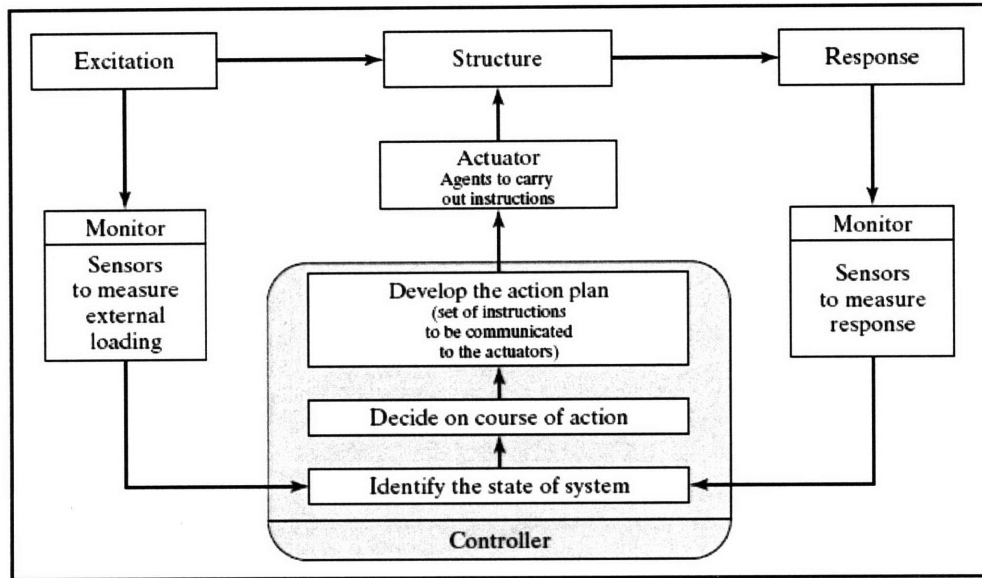 Excitation
Structure
Response
Actuator
Agents to carry
out instructions
Monitor
Sensors
to measure
external
loading
Monitor
Sensors
to measure
response
Develop the action plan
(set of instructions
to be communicated
to the actuators)
Decide on course of action
Identify the state of system
Controller